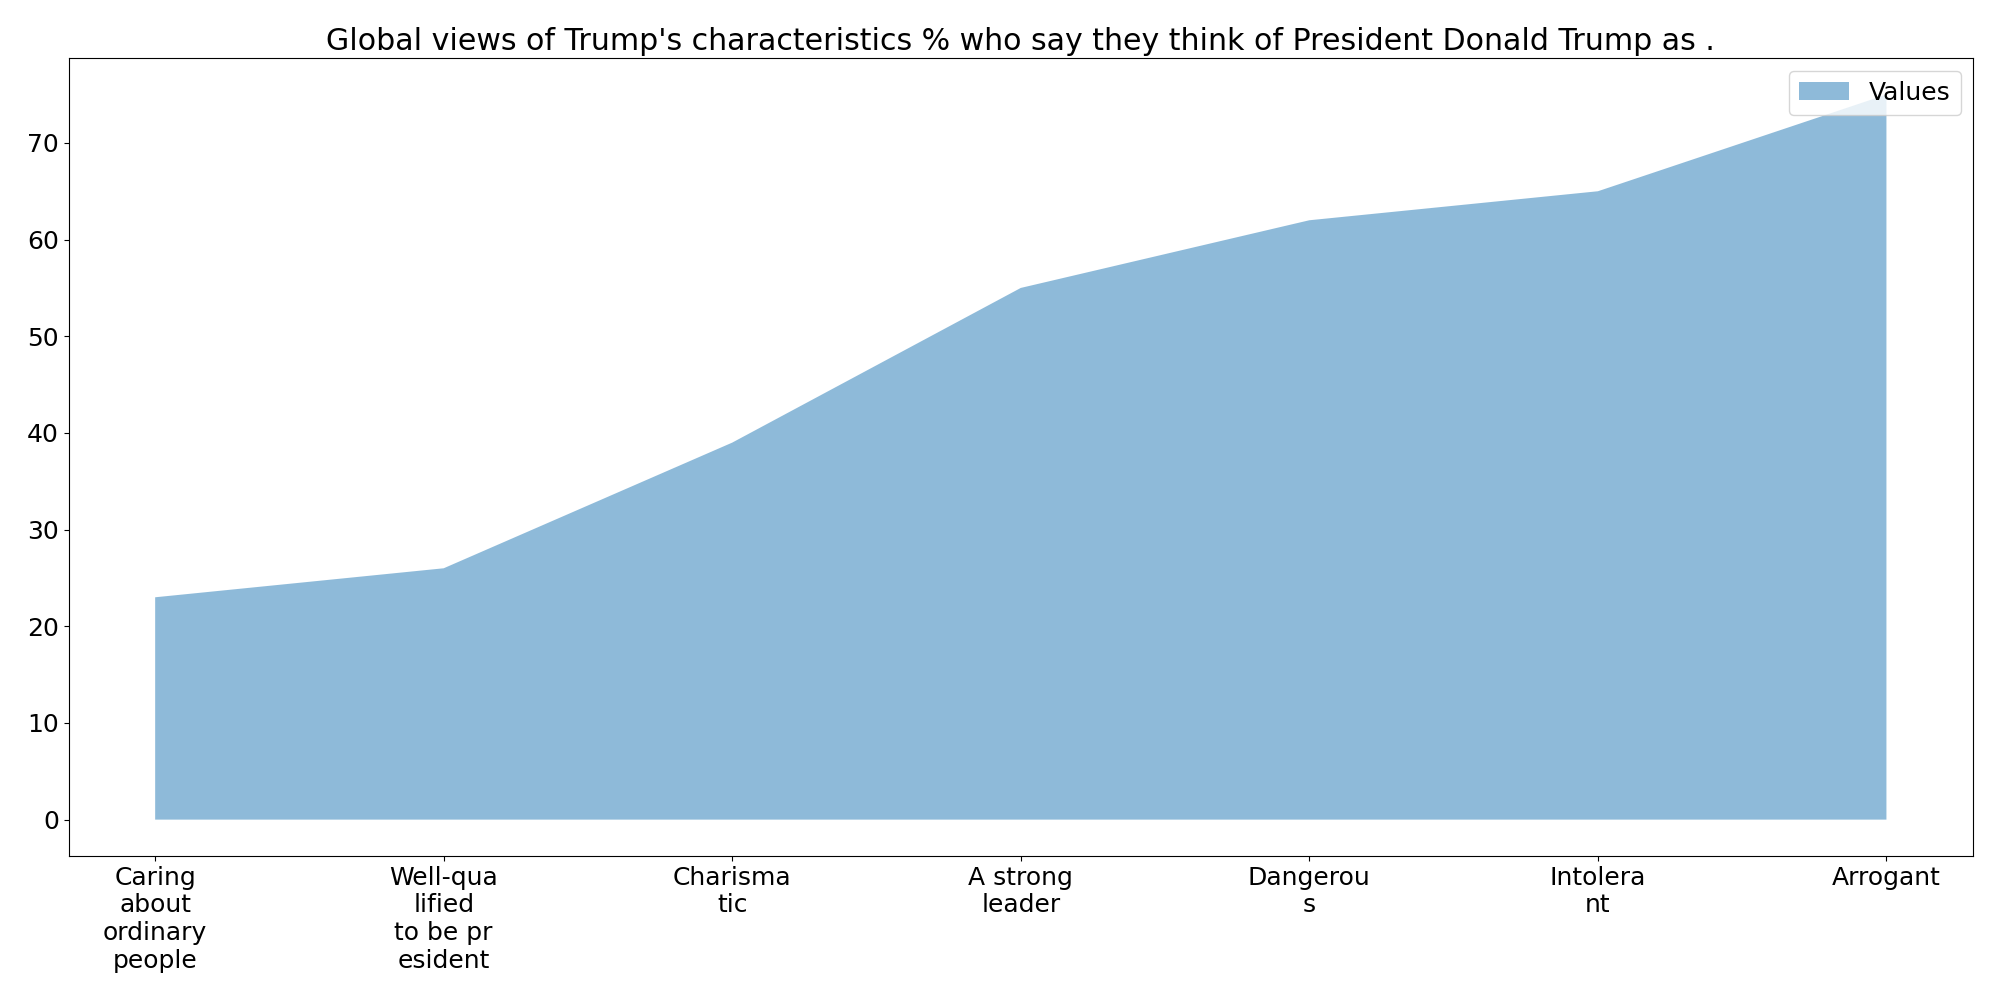 Global views of Trump's characteristics % who say they think of President Donald Trump as .
Values
70
60
50
40
30
20
10
0
Caring
about
ordinary
people
Well-qua
lified
to be pr
esident
Charisma
tic
A strong
leader
Dangerou
s
Intolera
nt
Arrogant